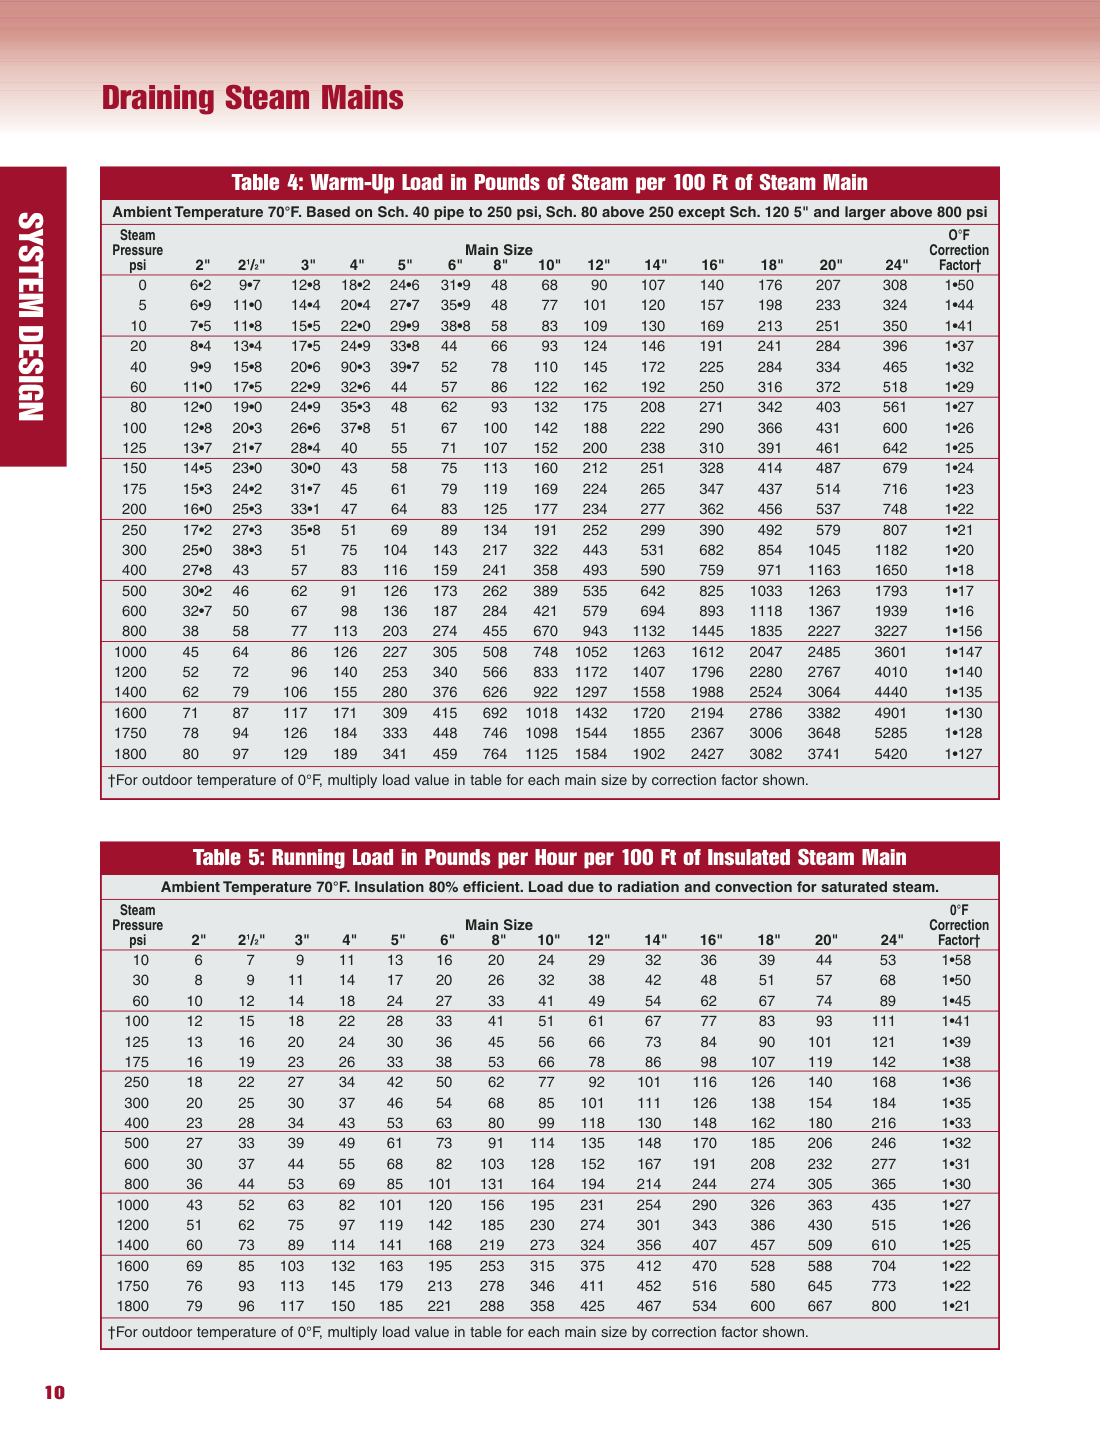 Draining Steam Mains
SYSTEM DESIGN
Table 4: Warm-Up Load in Pounds of Steam per 100 Ft of Steam Main
Ambient Temperature 70°F. Based on Sch. 40 pipe to 250 psi, Sch. 80 above 250 except Sch. 120 5" and larger above 800 psi
Steam Pressure psi Main Size O°F Correction Factor†
2" 2¹/₂" 3" 4" 5" 6" 8" 10" 12" 14" 16" 18" 20" 24"
0 6•2 9•7 12•8 18•2 24•6 31•9 48 68 90 107 140 176 207 308 1•50
5 6•9 11•0 14•4 20•4 27•7 35•9 48 77 101 120 157 198 233 324 1•44
10 7•5 11•8 15•5 22•0 29•9 38•8 58 83 109 130 169 213 251 350 1•41
20 8•4 13•4 17•5 24•9 33•8 44 66 93 124 146 191 241 284 396 1•37
40 9•9 15•8 20•6 90•3 39•7 52 78 110 145 172 225 284 334 465 1•32
60 11•0 17•5 22•9 32•6 44 57 86 122 162 192 250 316 372 518 1•29
80 12•0 19•0 24•9 35•3 48 62 93 132 175 208 271 342 403 561 1•27
100 12•8 20•3 26•6 37•8 51 67 100 142 188 222 290 366 431 600 1•26
125 13•7 21•7 28•4 40 55 71 107 152 200 238 310 391 461 642 1•25
150 14•5 23•0 30•0 43 58 75 113 160 212 251 328 414 487 679 1•24
175 15•3 24•2 31•7 45 61 79 119 169 224 265 347 437 514 716 1•23
200 16•0 25•3 33•1 47 64 83 125 177 234 277 362 456 537 748 1•22
250 17•2 27•3 35•8 51 69 89 134 191 252 299 390 492 579 807 1•21
300 25•0 38•3 51 75 104 143 217 322 443 531 682 854 1045 1182 1•20
400 27•8 43 57 83 116 159 241 358 493 590 759 971 1163 1650 1•18
500 30•2 46 62 91 126 173 262 389 535 642 825 1033 1263 1793 1•17
600 32•7 50 67 98 136 187 284 421 579 694 893 1118 1367 1939 1•16
800 38 58 77 113 203 274 455 670 943 1132 1445 1835 2227 3227 1•156
1000 45 64 86 126 227 305 508 748 1052 1263 1612 2047 2485 3601 1•147
1200 52 72 96 140 253 340 566 833 1172 1407 1796 2280 2767 4010 1•140
1400 62 79 106 155 280 376 626 922 1297 1558 1988 2524 3064 4440 1•135
1600 71 87 117 171 309 415 692 1018 1432 1720 2194 2786 3382 4901 1•130
1750 78 94 126 184 333 448 746 1098 1544 1855 2367 3006 3648 5285 1•128
1800 80 97 129 189 341 459 764 1125 1584 1902 2427 3082 3741 5420 1•127
†For outdoor temperature of 0°F, multiply load value in table for each main size by correction factor shown.
Table 5: Running Load in Pounds per Hour per 100 Ft of Insulated Steam Main
Ambient Temperature 70°F. Insulation 80% efficient. Load due to radiation and convection for saturated steam.
Steam Pressure psi Main Size 0°F Correction Factor†
2" 2¹/₂" 3" 4" 5" 6" 8" 10" 12" 14" 16" 18" 20" 24"
10 6 7 9 11 13 16 20 24 29 32 36 39 44 53 1•58
30 8 9 11 14 17 20 26 32 38 42 48 51 57 68 1•50
60 10 12 14 18 24 27 33 41 49 54 62 67 74 89 1•45
100 12 15 18 22 28 33 41 51 61 67 77 83 93 111 1•41
125 13 16 20 24 30 36 45 56 66 73 84 90 101 121 1•39
175 16 19 23 26 33 38 53 66 78 86 98 107 119 142 1•38
250 18 22 27 34 42 50 62 77 92 101 116 126 140 168 1•36
300 20 25 30 37 46 54 68 85 101 111 126 138 154 184 1•35
400 23 28 34 43 53 63 80 99 118 130 148 162 180 216 1•33
500 27 33 39 49 61 73 91 114 135 148 170 185 206 246 1•32
600 30 37 44 55 68 82 103 128 152 167 191 208 232 277 1•31
800 36 44 53 69 85 101 131 164 194 214 244 274 305 365 1•30
1000 43 52 63 82 101 120 156 195 231 254 290 326 363 435 1•27
1200 51 62 75 97 119 142 185 230 274 301 343 386 430 515 1•26
1400 60 73 89 114 141 168 219 273 324 356 407 457 509 610 1•25
1600 69 85 103 132 163 195 253 315 375 412 470 528 588 704 1•22
1750 76 93 113 145 179 213 278 346 411 452 516 580 645 773 1•22
1800 79 96 117 150 185 221 288 358 425 467 534 600 667 800 1•21
†For outdoor temperature of 0°F, multiply load value in table for each main size by correction factor shown.
10